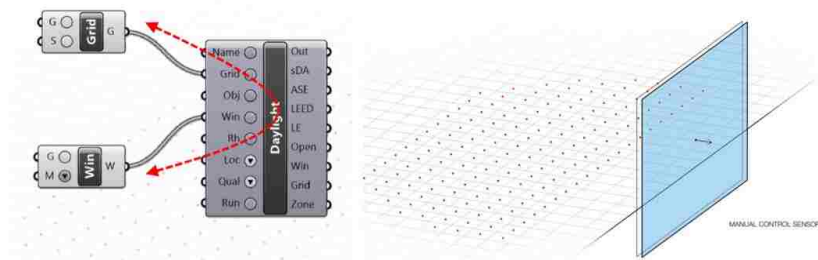 G
S
Grid
G
G
M
Win
W
Name
Grid
Obj
Win
Rh
Loc
Qual
Run
Daylight
Out
sDA
ASE
LEED
LE
Open
Win
Grid
Zone
MANUAL CONTROL SENSOR